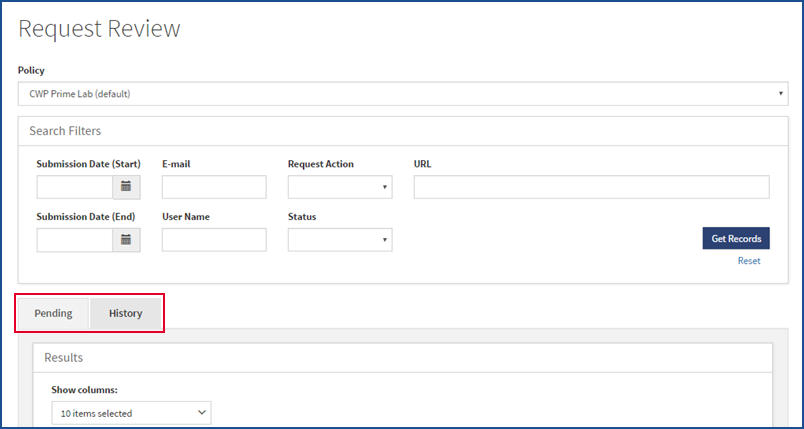 Request Review
Policy
CWP Prime Lab (default)
Search Filters
Submission Date (Start) E-mail Request Action URL
Submission Date (End) User Name Status
Get Records
Reset
Pending History
Results
Show columns:
10 items selected